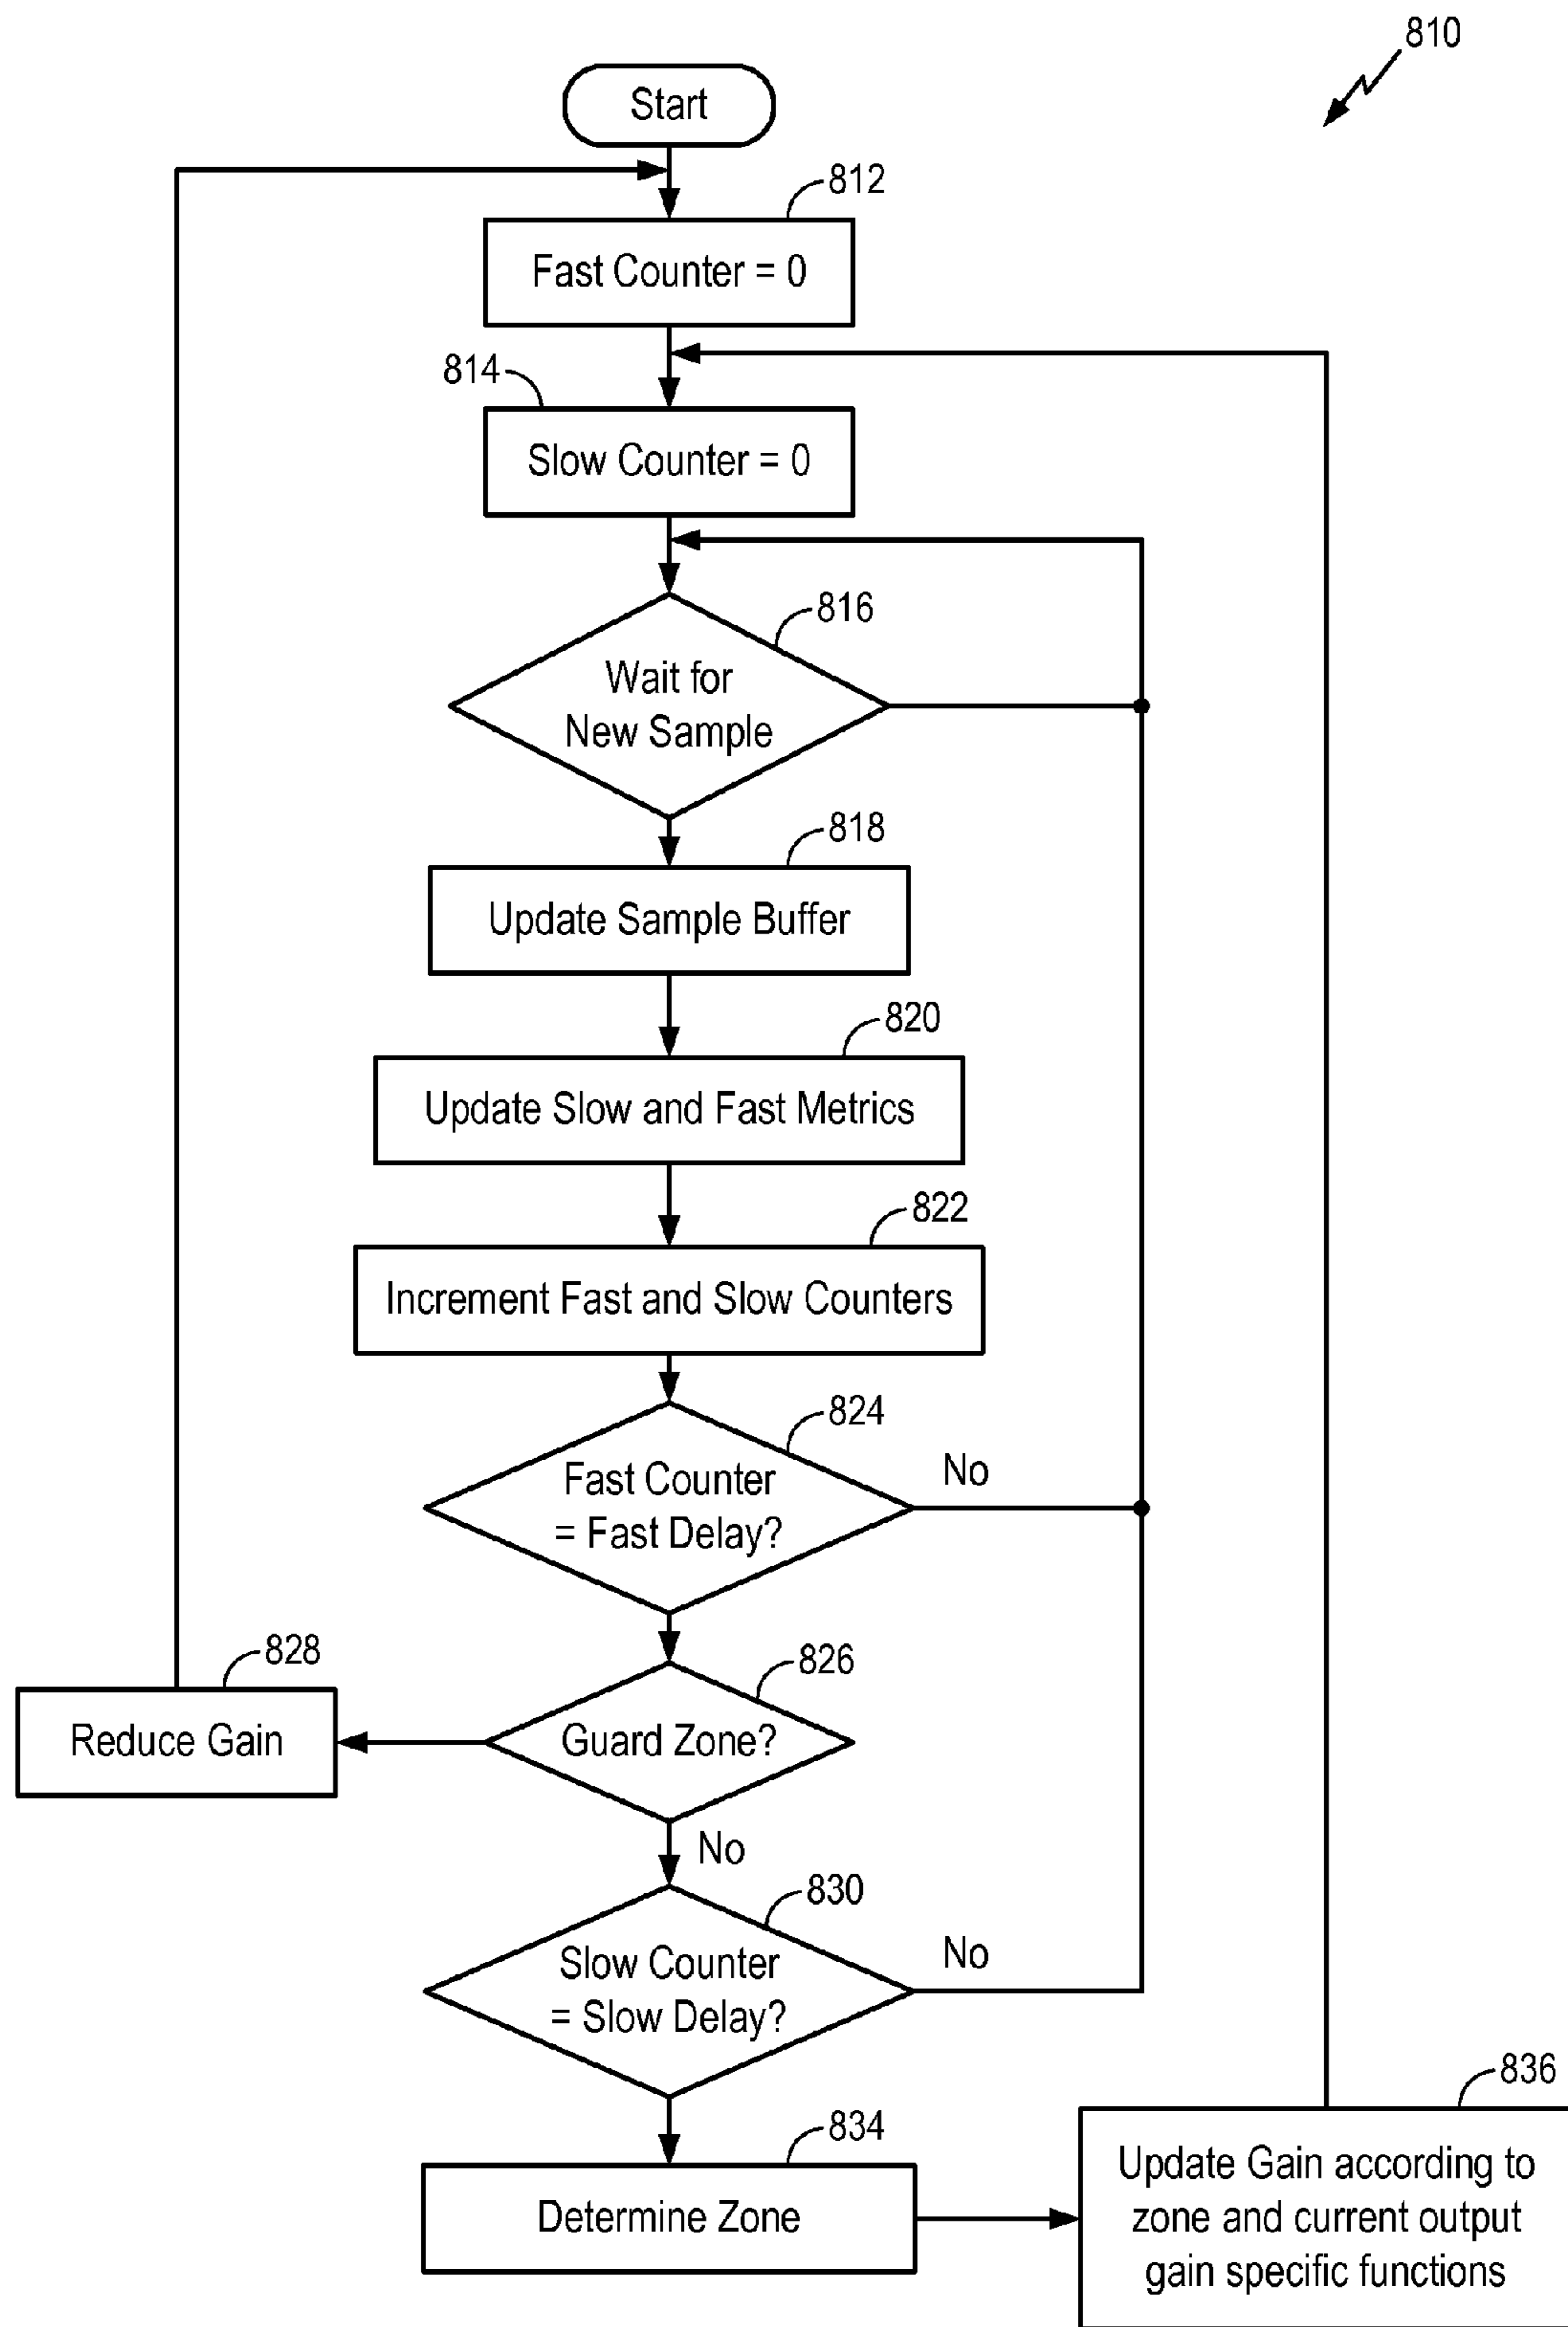 810
Start
812
Fast Counter = 0
814
Slow Counter = 0
816
Wait for
New Sample
818
Update Sample Buffer
820
Update Slow and Fast Metrics
822
Increment Fast and Slow Counters
824
Fast Counter
= Fast Delay?
No
826
Guard Zone?
828
Reduce Gain
No
830
Slow Counter
= Slow Delay?
No
834
Determine Zone
836
Update Gain according to
zone and current output
gain specific functions